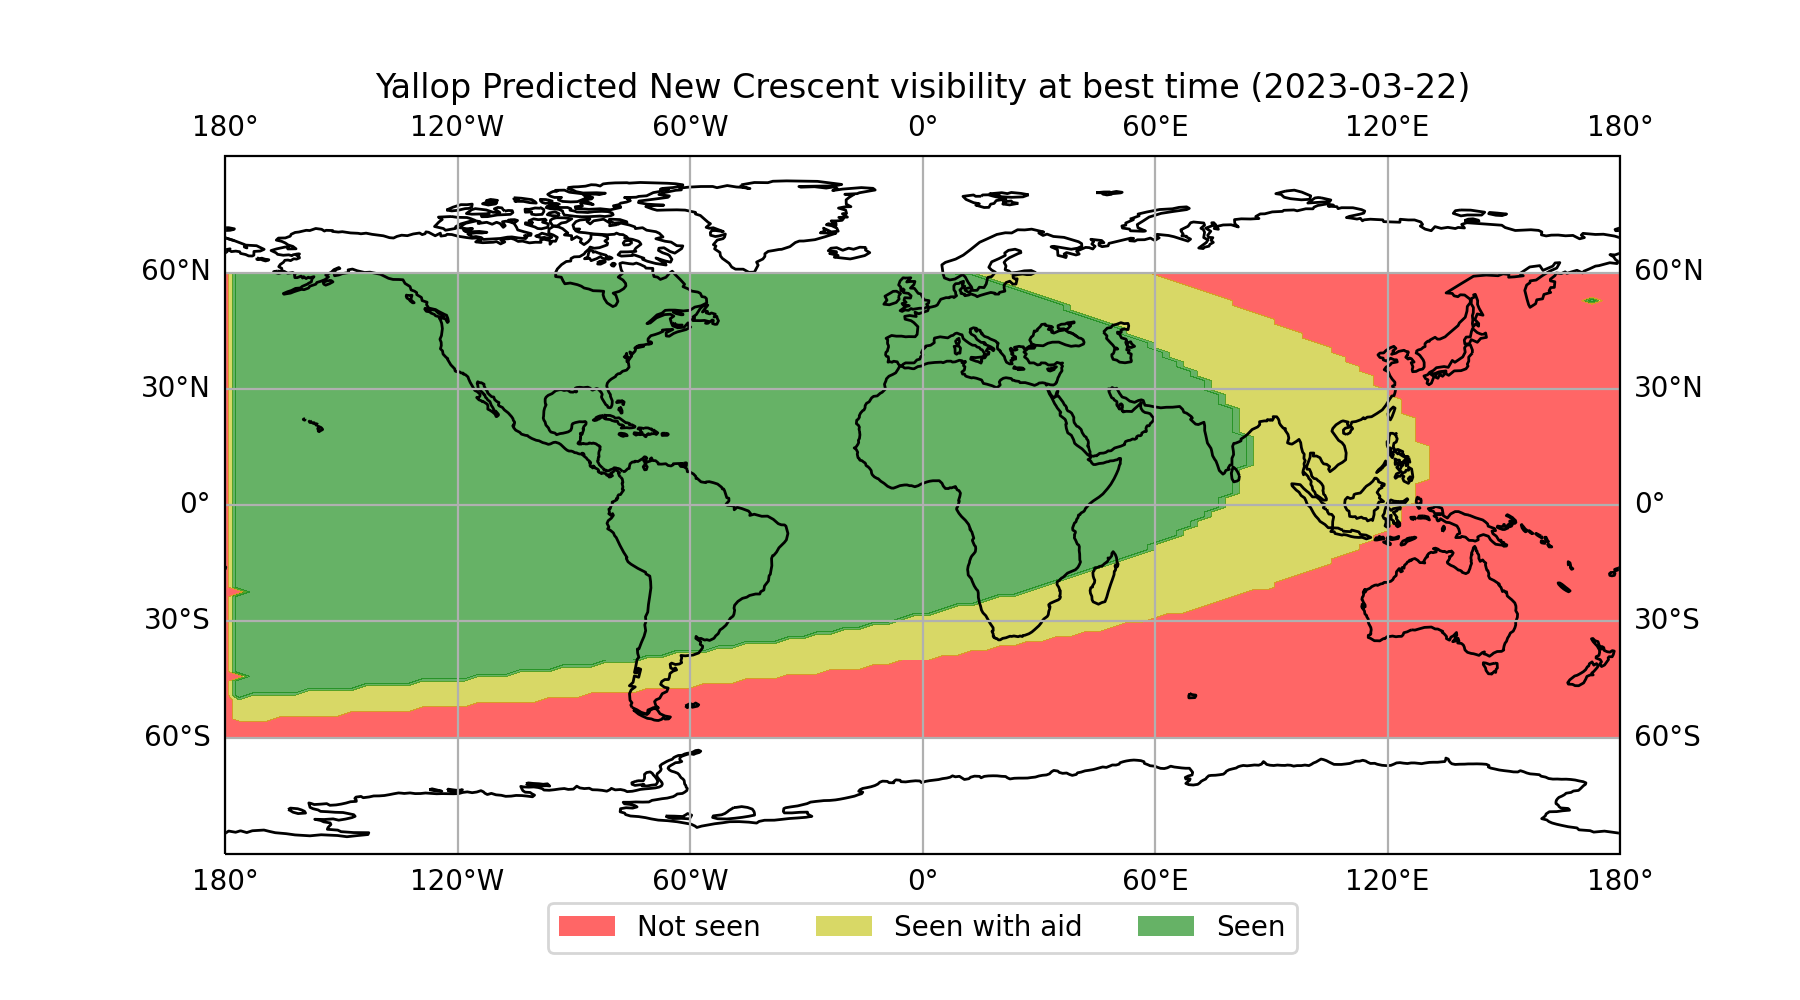 Yallop Predicted New Crescent visibility at best time (2023-03-22)
180° 120°W 60°W 0° 60°E 120°E 180°
60°N 60°N
30°N 30°N
0° 0°
30°S 30°S
60°S 60°S
180° 120°W 60°W 0° 60°E 120°E 180°
Not seen Seen with aid Seen